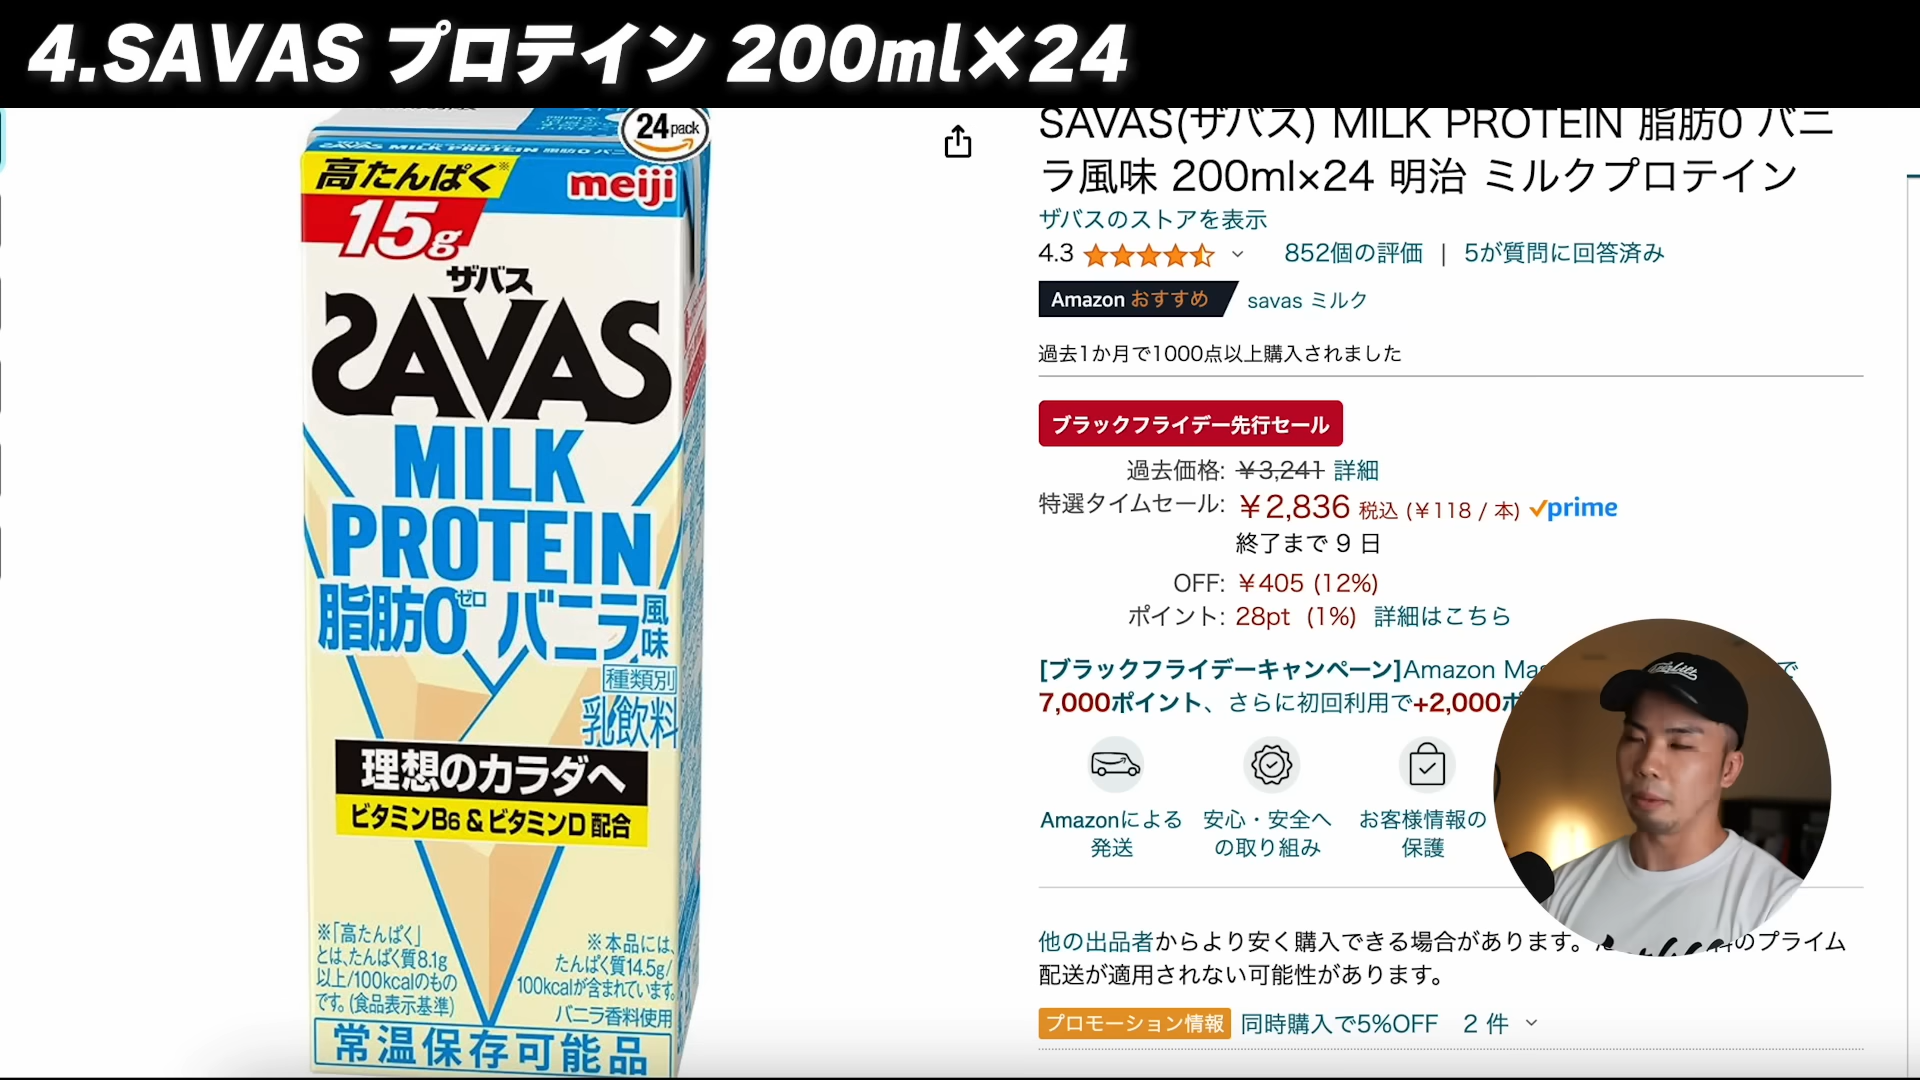 4.SAVAS プロテイン 200ml×24
24 pack
高たんぱく※
meiji
15g
ザバス
SAVAS
MILK
PROTEIN
脂肪0ゼロ バニラ風味
種類別
乳飲料
理想のカラダへ
ビタミンB6&ビタミンD配合
※「高たんぱく」
とは、たんぱく質8.1g
以上/100kcalのもの
です。(食品表示基準)
※本品には、
たんぱく質14.5g/
100kcalが含まれています。
バニラ香料使用
常温保存可能品
SAVAS(ザバス) MILK PROTEIN 脂肪0 バニ
ラ風味 200ml×24 明治 ミルクプロテイン
ザバスのストアを表示
4.3 852個の評価 | 5が質問に回答済み
Amazon おすすめ savas ミルク
過去1か月で1000点以上購入されました
ブラックフライデー先行セール
過去価格: ¥3,241 詳細
特選タイムセール: ¥2,836 税込 (¥118 / 本) prime
終了まで 9 日
OFF: ¥405 (12%)
ポイント: 28pt (1%) 詳細はこちら
[ブラックフライデーキャンペーン]Amazon Ma で
7,000ポイント、さらに初回利用で+2,000ポ
Amazonによる
発送
安心・安全へ
の取り組み
お客様情報の
保護
他の出品者からより安く購入できる場合があります。 のプライム
配送が適用されない可能性があります。
プロモーション情報 同時購入で5%OFF 2 件